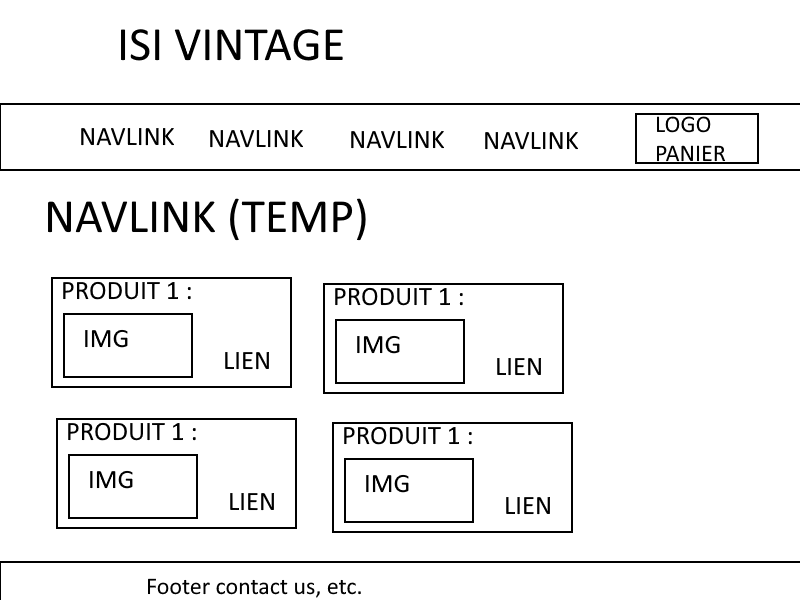 ISI VINTAGE
NAVLINK NAVLINK NAVLINK NAVLINK
LOGO
PANIER
NAVLINK (TEMP)
PRODUIT 1 :
IMG
LIEN
PRODUIT 1 :
IMG
LIEN
PRODUIT 1 :
IMG
LIEN
PRODUIT 1 :
IMG
LIEN
Footer contact us, etc.